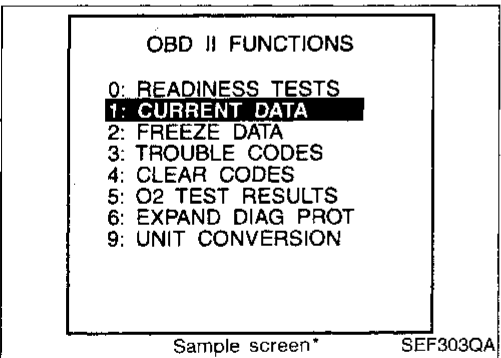 OBD II FUNCTIONS
0: READINESS TESTS
1: CURRENT DATA
2: FREEZE DATA
3: TROUBLE CODES
4: CLEAR CODES
5: O2 TEST RESULTS
6: EXPAND DIAG PROT
9: UNIT CONVERSION
Sample screen* SEF303QA